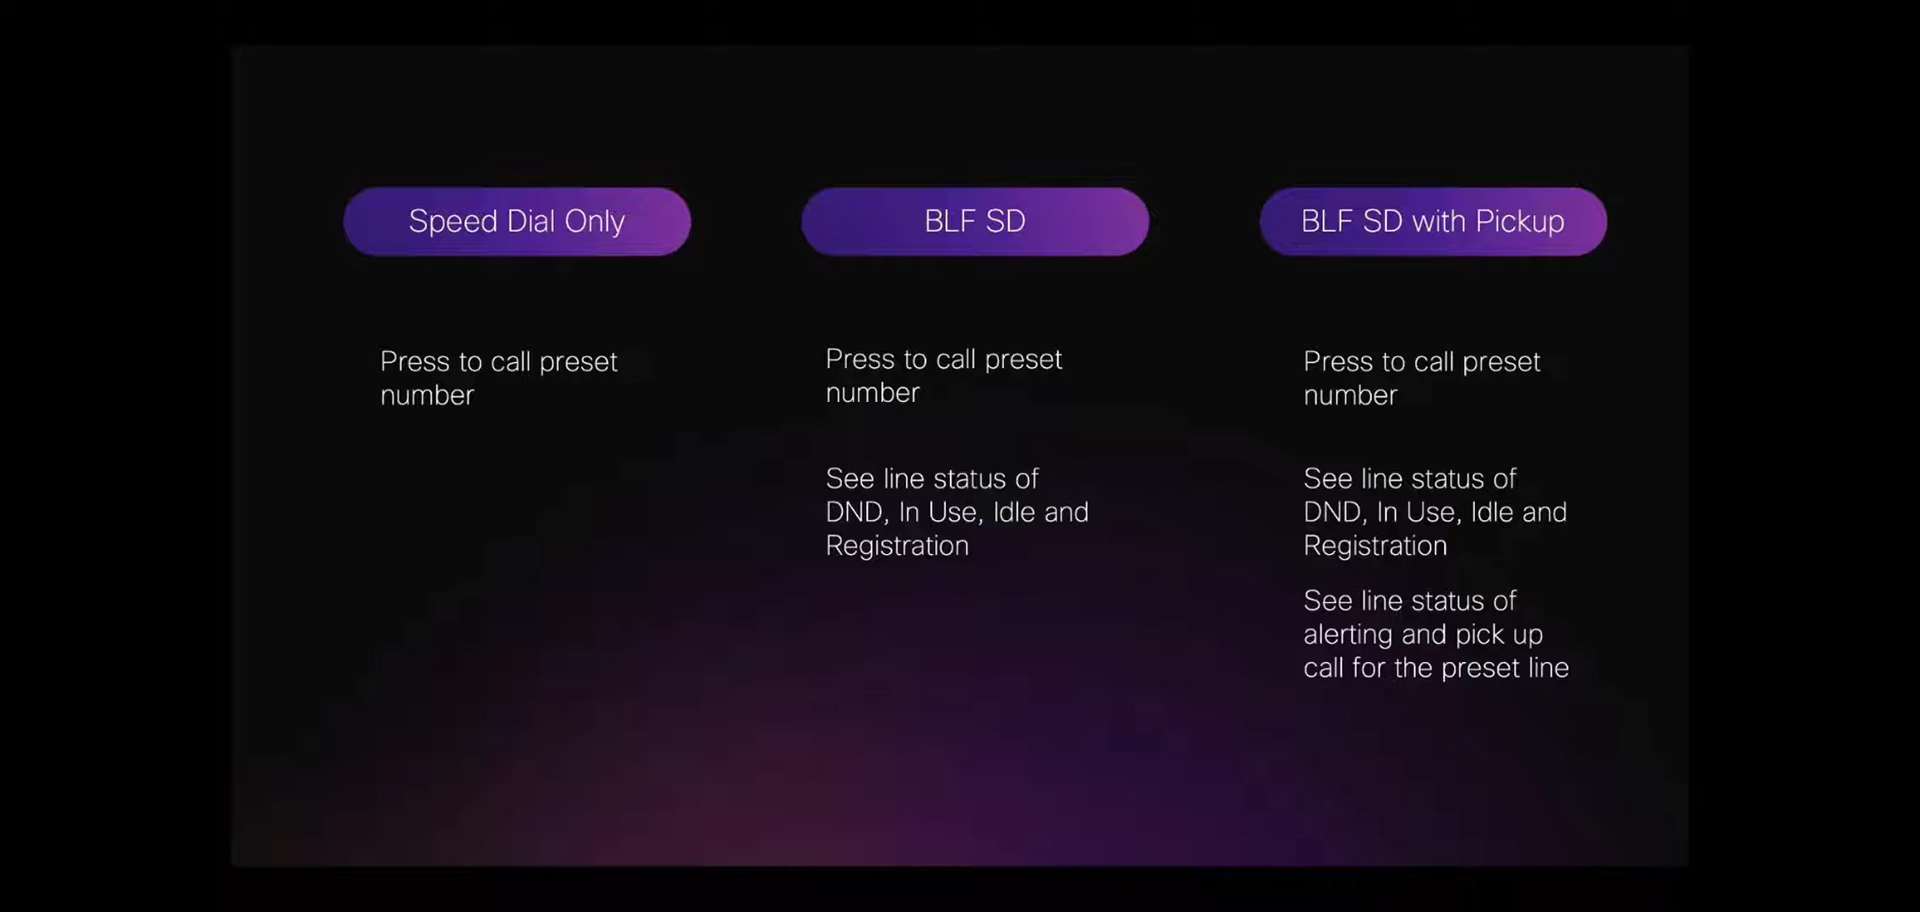 Speed Dial Only
BLF SD
BLF SD with Pickup
Press to call preset
number
Press to call preset
number
Press to call preset
number
See line status of
DND, In Use, Idle and
Registration
See line status of
DND, In Use, Idle and
Registration
See line status of
alerting and pick up
call for the preset line